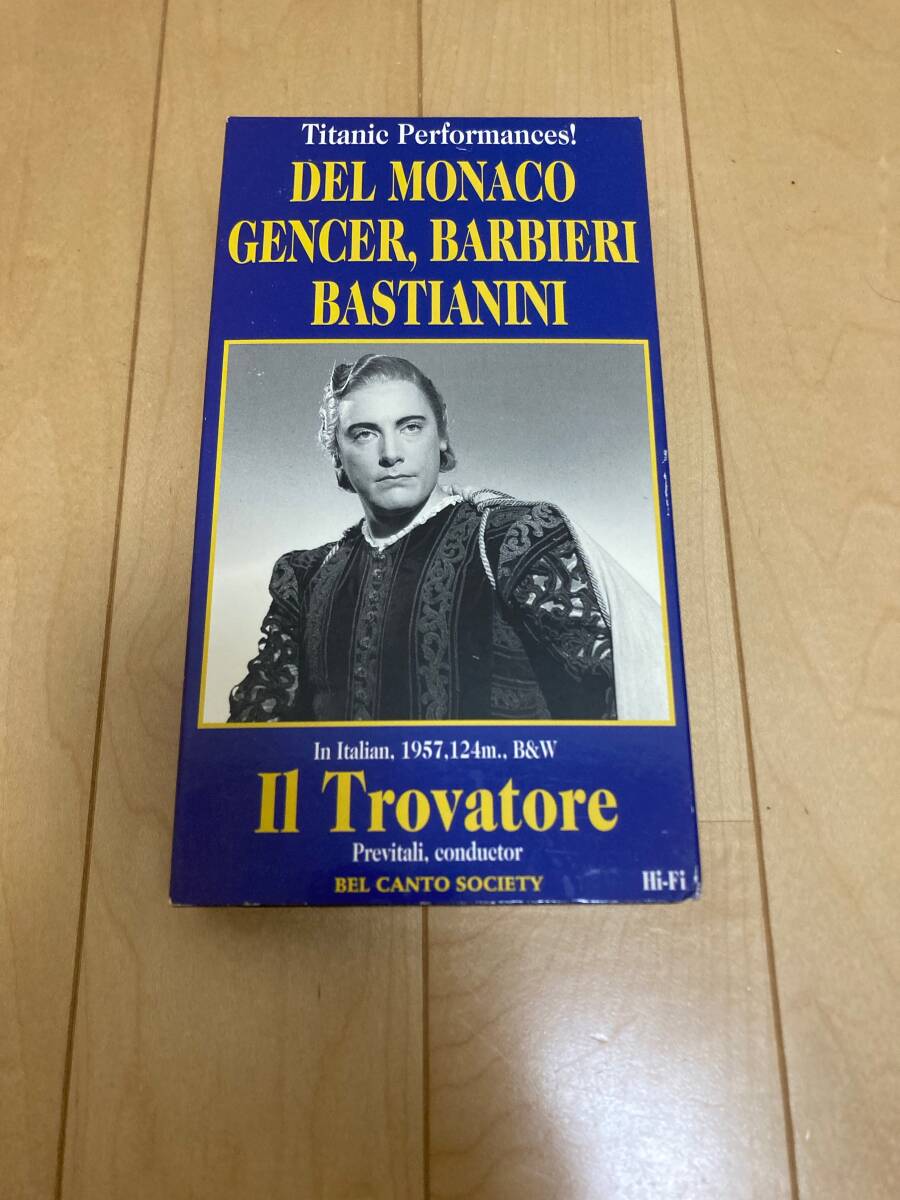 Titanic Performances!
DEL MONACO
GENCER, BARBIERI
BASTIANINI
In Italian, 1957,124m., B&W
Il Trovatore
Previtali, conductor
BEL CANTO SOCIETY
Hi-Fi